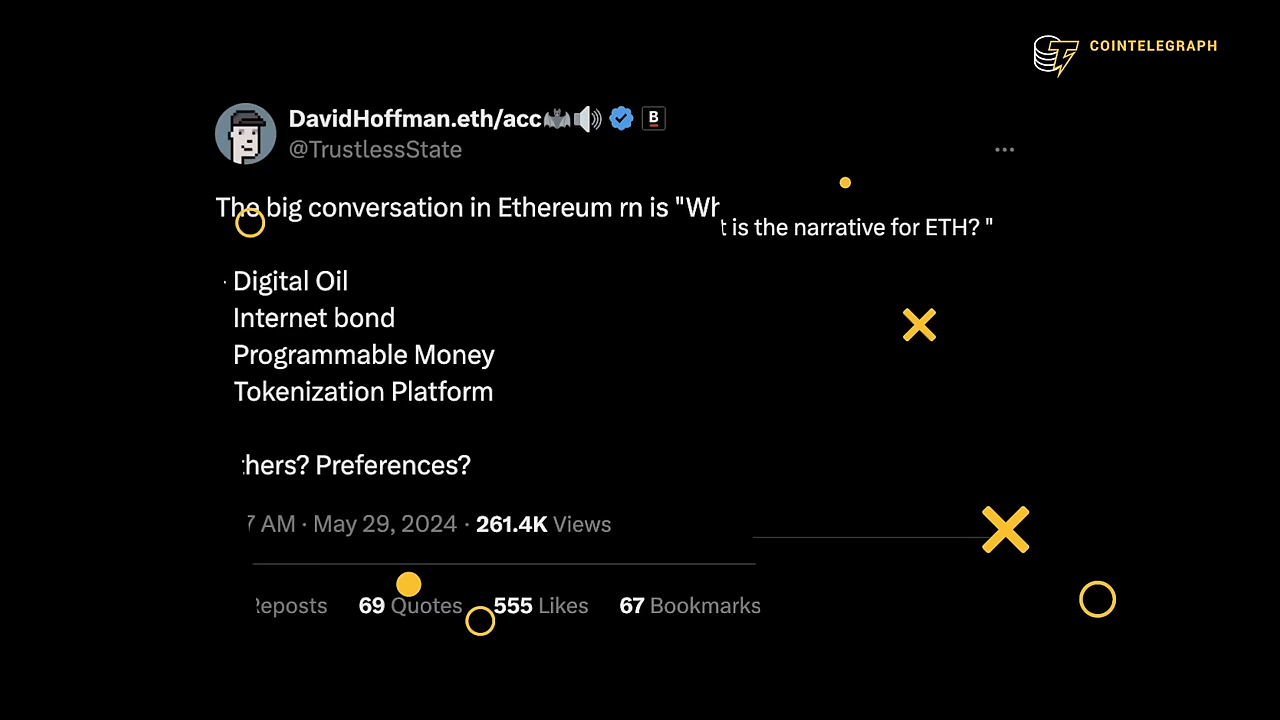 COINTELEGRAPH
DavidHoffman.eth/acc
B
@TrustlessState
The big conversation in Ethereum rn is "Wh
t is the narrative for ETH? "
Digital Oil
Internet bond
Programmable Money
Tokenization Platform
hers? Preferences?
7 AM · May 29, 2024 · 261.4K Views
eposts 69 Quotes 555 Likes 67 Bookmarks